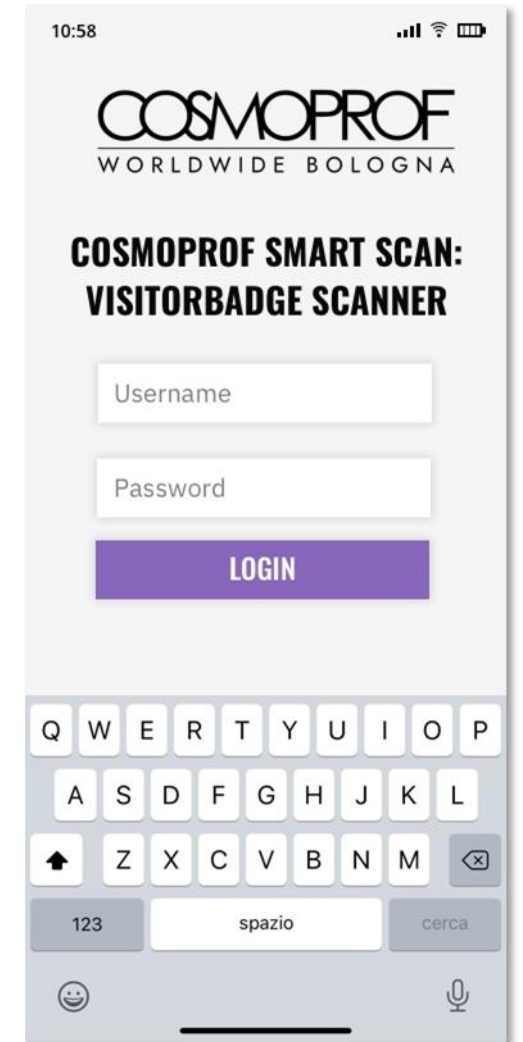 10:58
COSMOPROF
WORLDWIDE BOLOGNA
COSMOPROF SMART SCAN:
VISITORBADGE SCANNER
Username
Password
LOGIN
Q W E R T Y U I O P
A S D F G H J K L
Z X C V B N M
123 spazio cerca